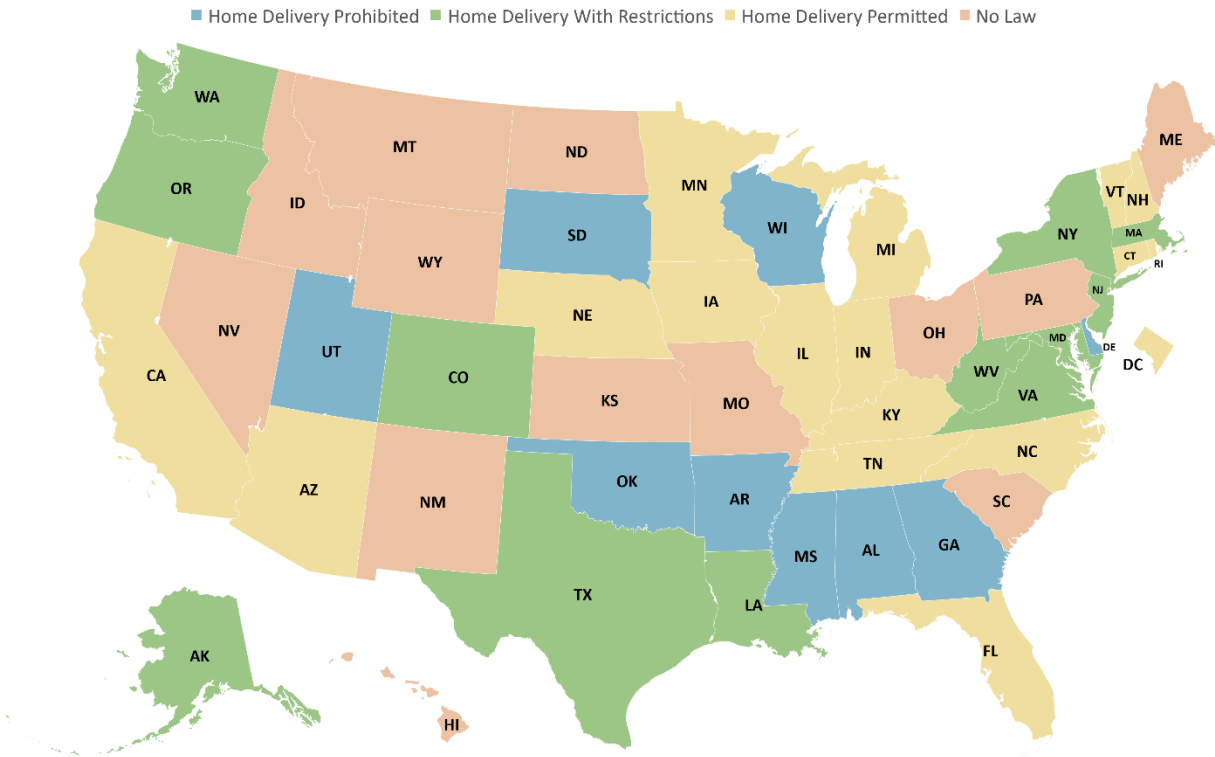 Home Delivery Prohibited Home Delivery With Restrictions Home Delivery Permitted No Law
WA
MT
ND
ME
OR
ID
MN
VT
NH
SD
WI
NY
MA
MI
CT
RI
WY
IA
NE
PA
NJ
NV
OH
MD
DE
UT
IL
IN
DC
CA
CO
WV
VA
KS
MO
KY
NC
TN
AZ
NM
OK
AR
SC
MS
AL
GA
TX
LA
FL
AK
HI